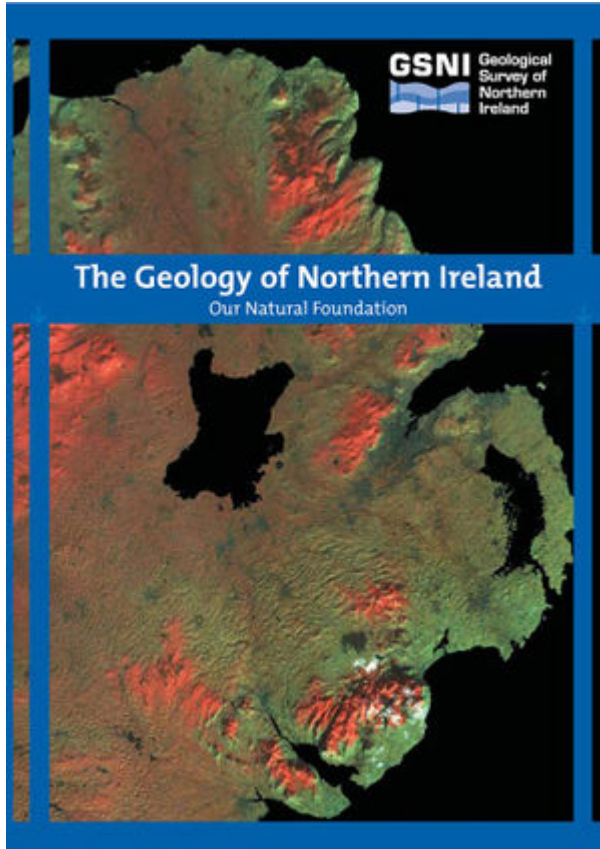 GSNI
Geological
Survey of
Northern
Ireland
The Geology of Northern Ireland
Our Natural Foundation